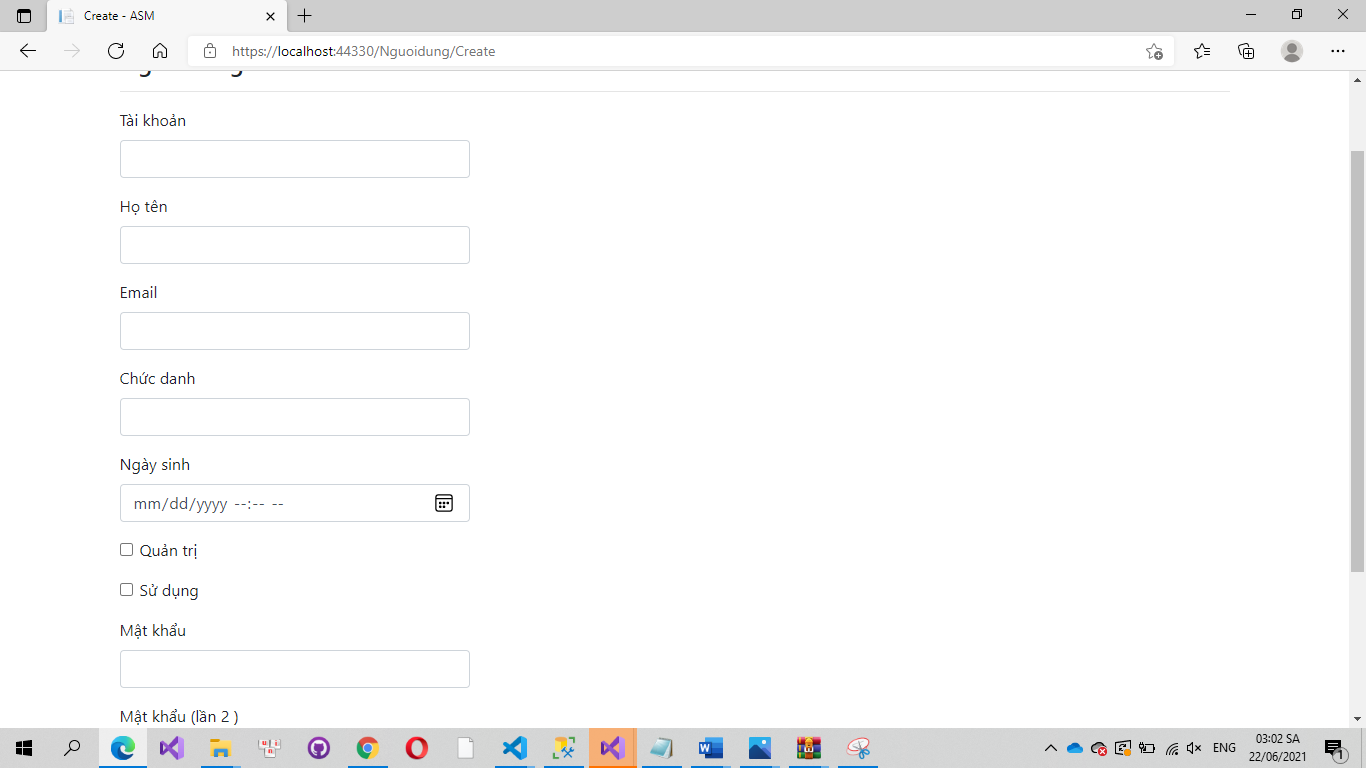 Create - ASM
https://localhost:44330/Nguoidung/Create
Tài khoản
Họ tên
Email
Chức danh
Ngày sinh
mm/dd/yyyy --:-- --
Quản trị
Sử dụng
Mật khẩu
Mật khẩu (lần 2 )
ENG
03:02 SA
22/06/2021
1